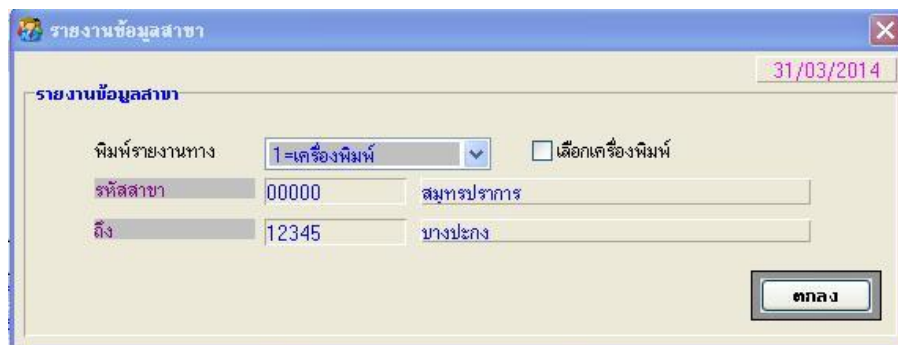 รายงานข้อมูลสาขา
31/03/2014
รายงานข้อมูลสาขา
พิมพ์รายงานทาง 1=เครื่องพิมพ์ เลือกเครื่องพิมพ์
รหัสสาขา 00000 สมุทรปราการ
ถึง 12345 บางปะกง
ตกลง